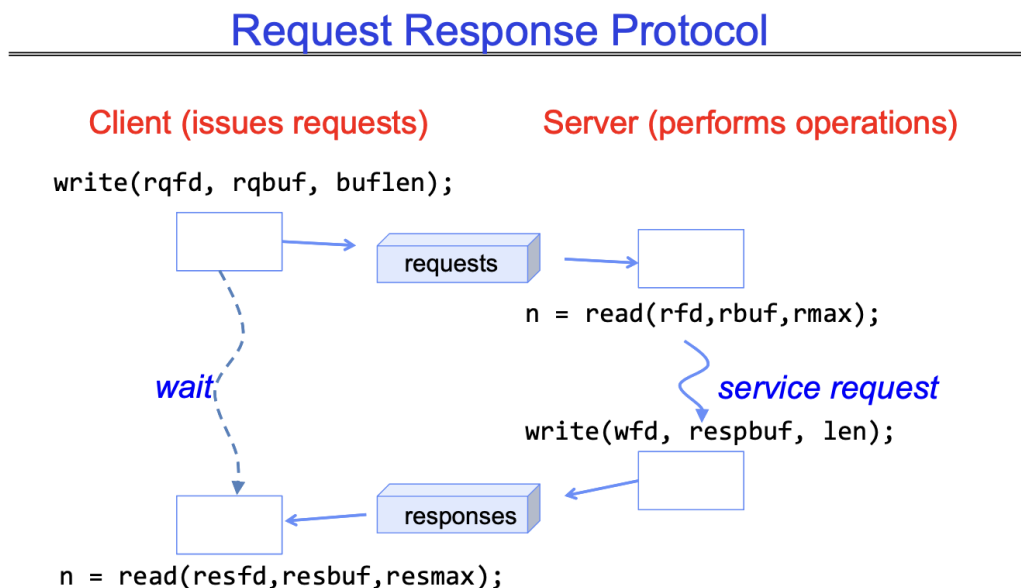 Request Response Protocol
Client (issues requests)
Server (performs operations)
write(rqfd, rqbuf, buflen);
requests
n = read(rfd,rbuf,rmax);
wait
service request
write(wfd, respbuf, len);
responses
n = read(resfd,resbuf,resmax);